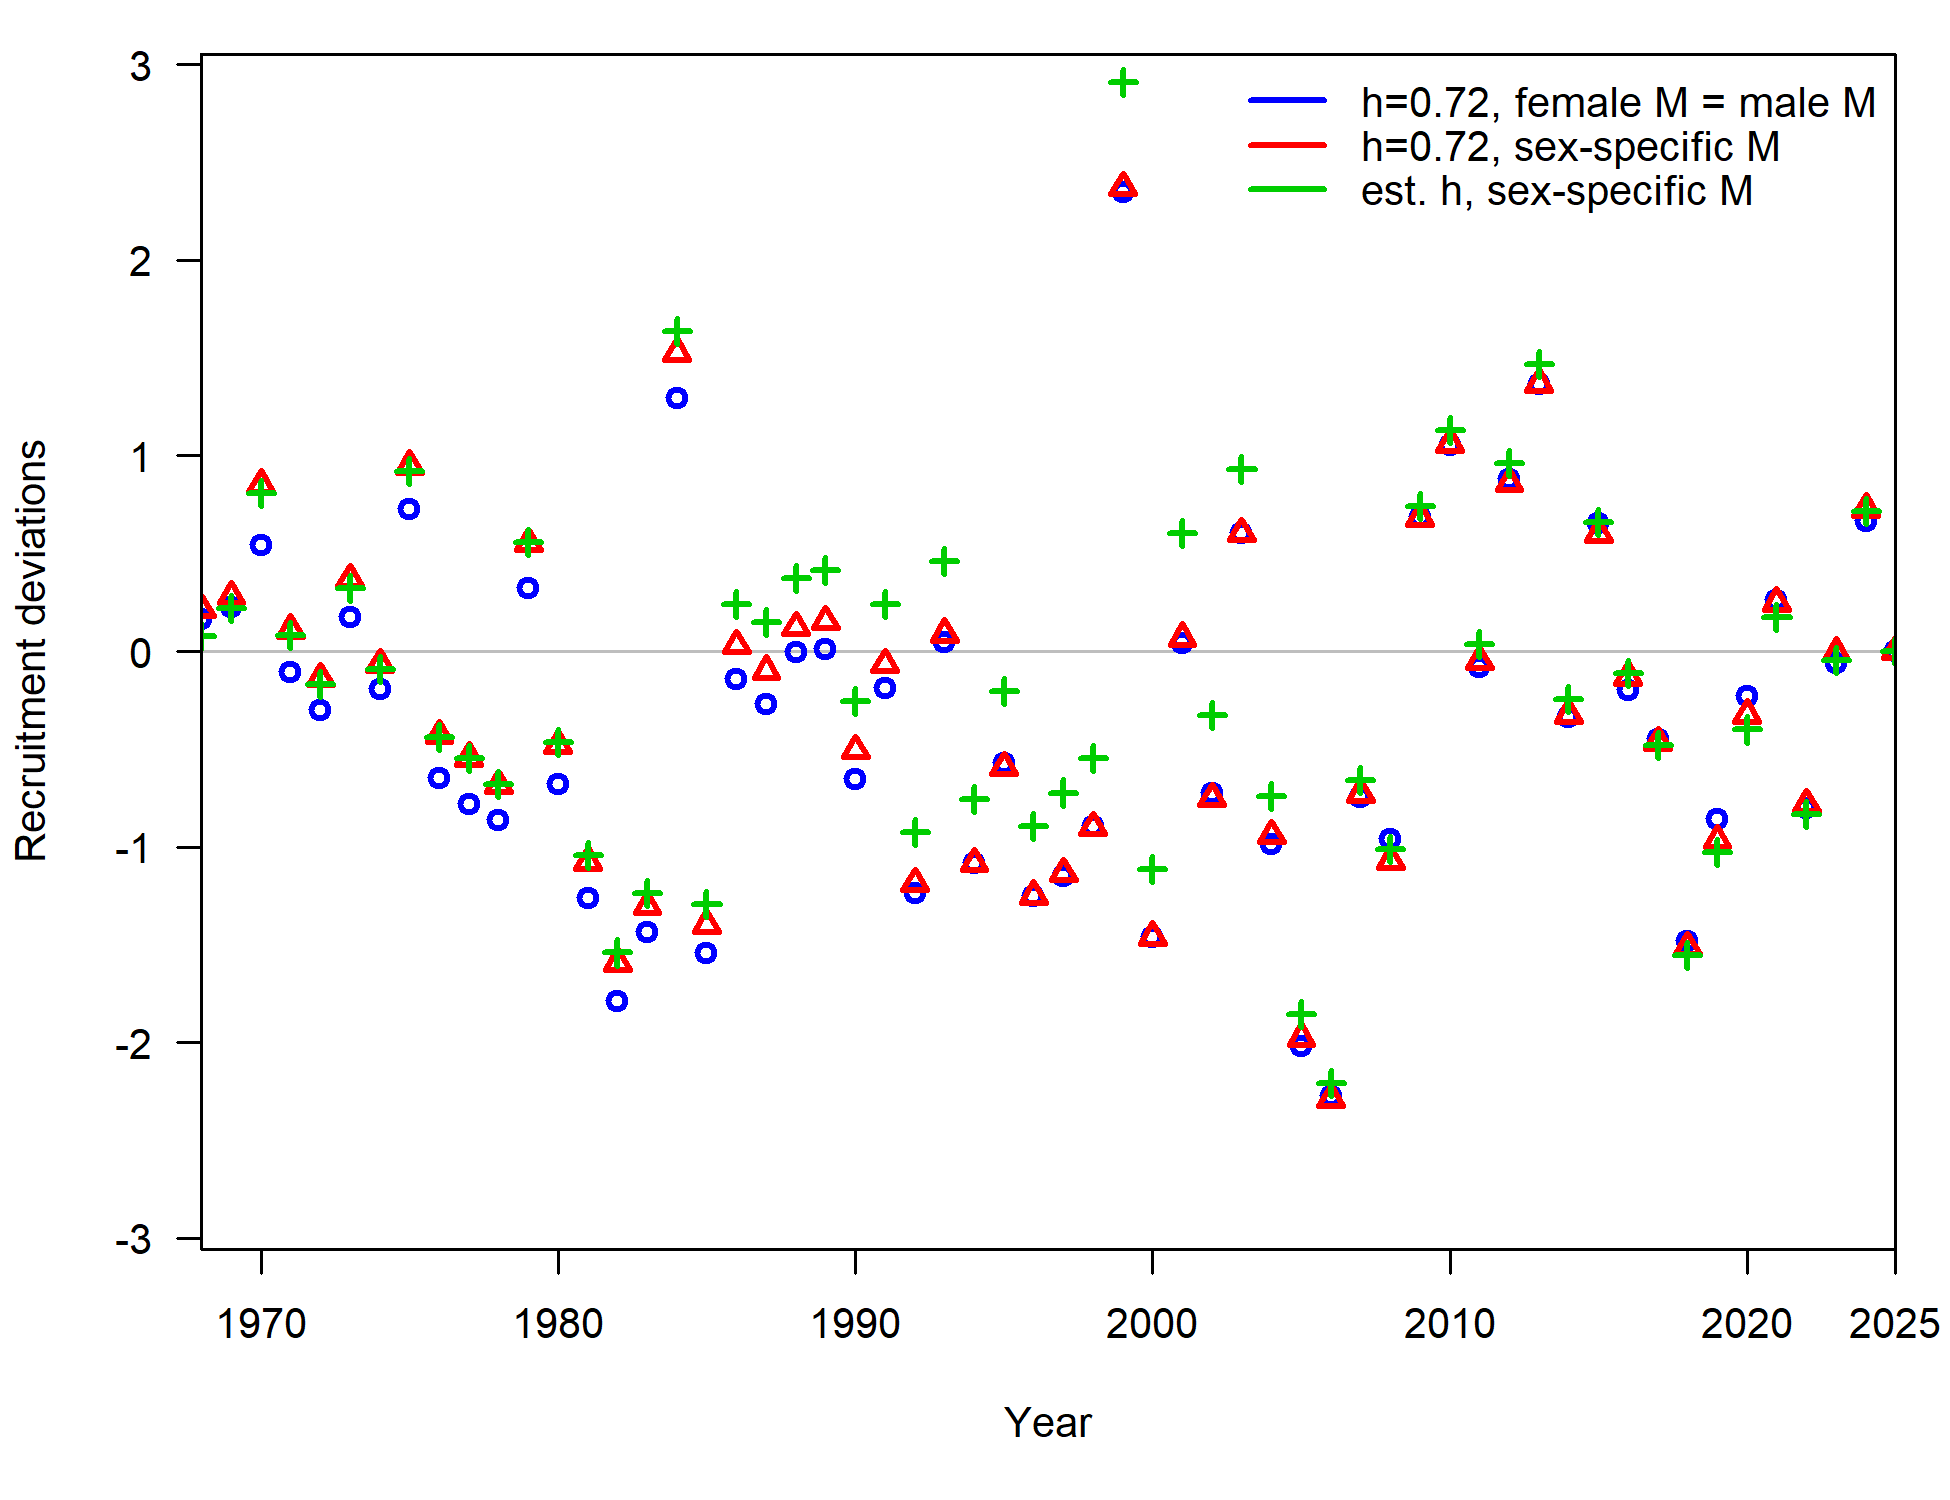 h=0.72, female M = male M
h=0.72, sex-specific M
est. h, sex-specific M
Recruitment deviations
3
2
1
0
-1
-2
-3
1970 1980 1990 2000 2010 2020 2025
Year